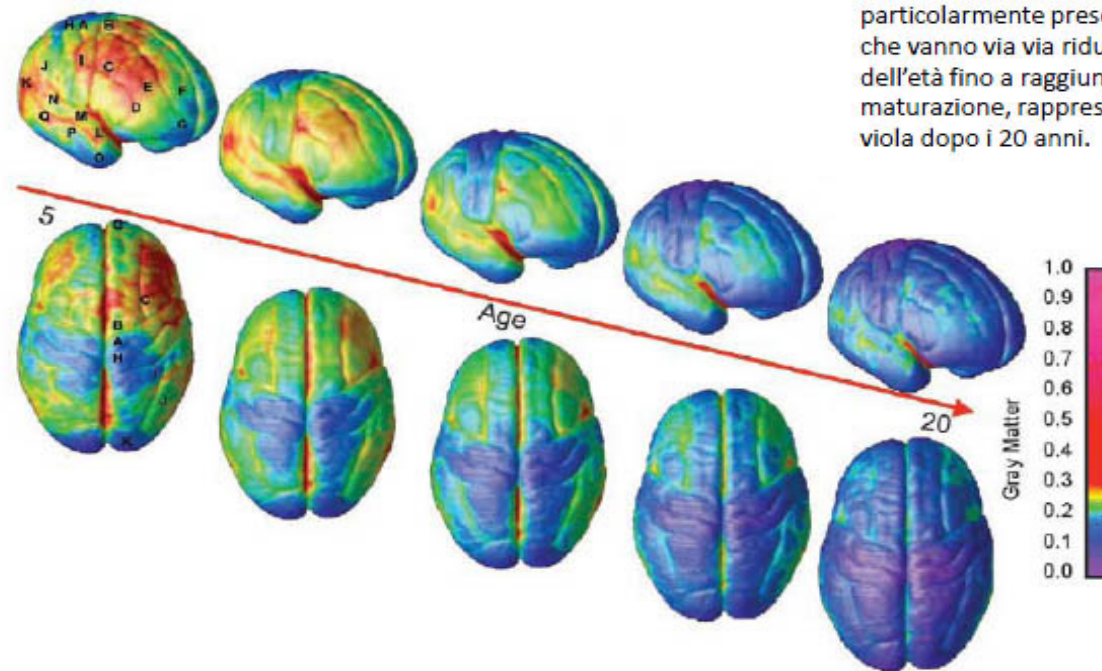 particolarmente prese
che vanno via via ridu
dell'età fino a raggiun
maturazione, rappres
viola dopo i 20 anni.
H A B
J I C
K E F
N D
Q M G
P L
O
5
Age
20
G
C
B
A
H
I
J
K
Gray Matter
1.0
0.9
0.8
0.7
0.6
0.5
0.4
0.3
0.2
0.1
0.0